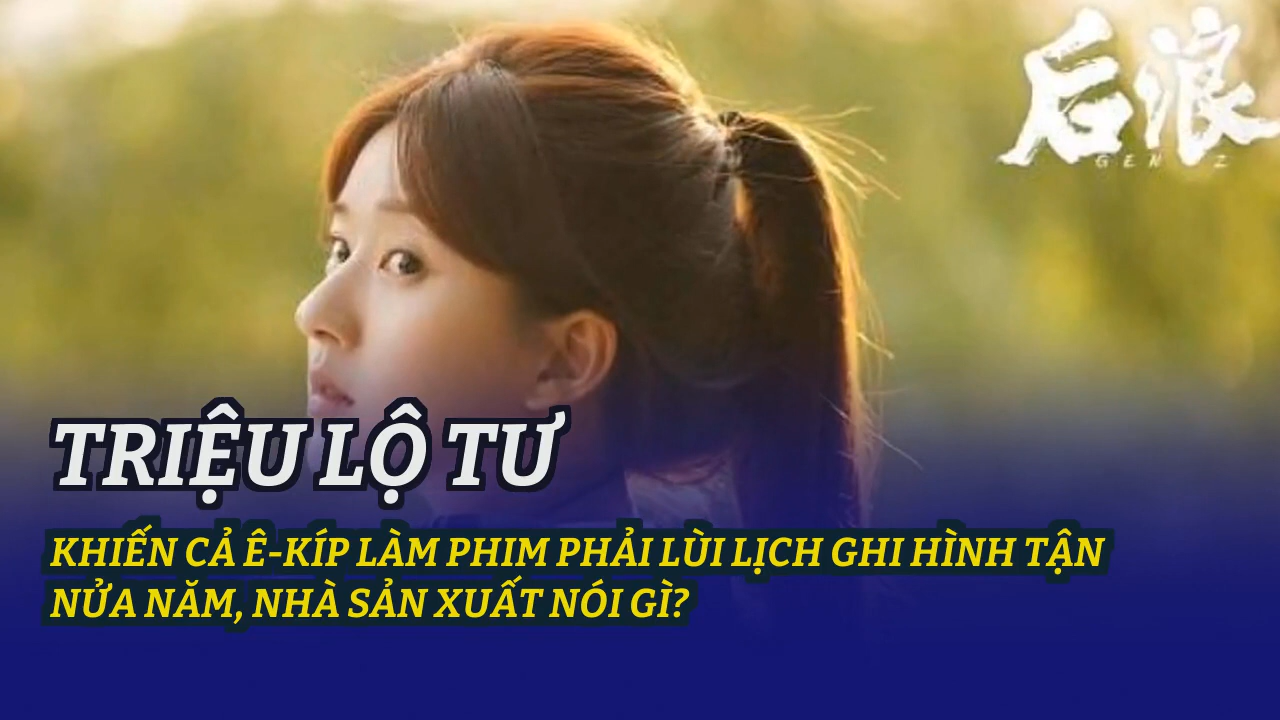 后浪
GEN Z
TRIỆU LỘ TƯ
KHIẾN CẢ Ê-KÍP LÀM PHIM PHẢI LÙI LỊCH GHI HÌNH TẬN
NỬA NĂM, NHÀ SẢN XUẤT NÓI GÌ?